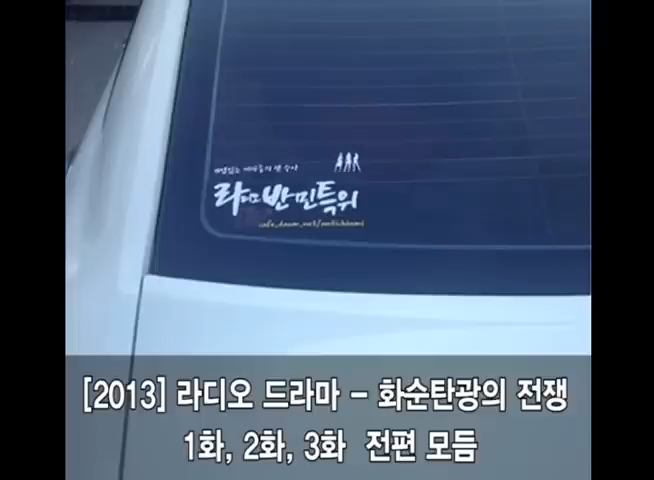 라디오 반민특위
[2013] 라디오 드라마 - 화순탄광의 전쟁
1화, 2화, 3화 전편 모듬